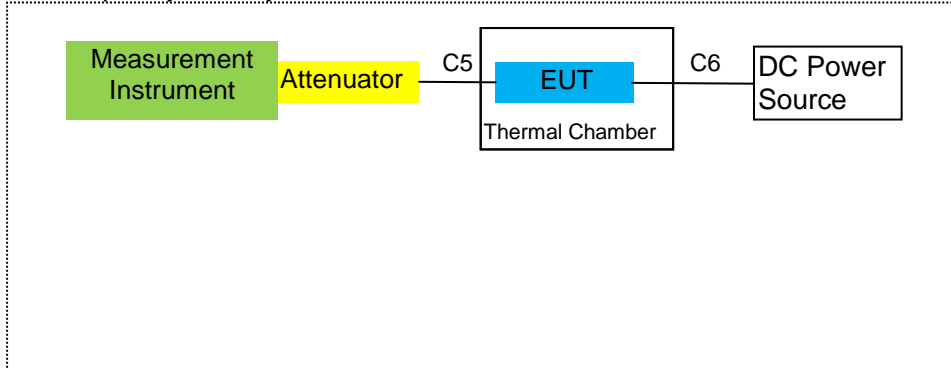 Measurement
Instrument
Attenuator
C5
EUT
Thermal Chamber
C6
DC Power
Source